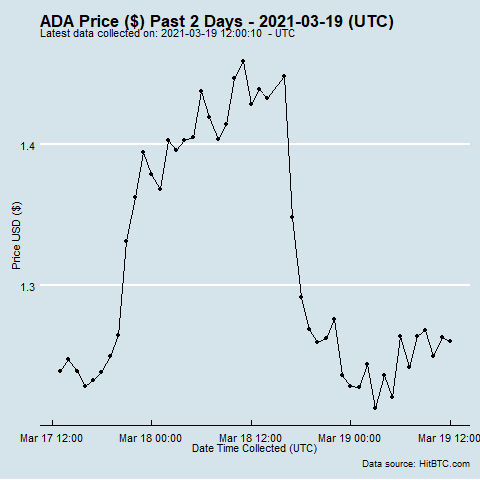 ADA Price ($) Past 2 Days - 2021-03-19 (UTC)
Latest data collected on: 2021-03-19 12:00:10 - UTC
1.4
Price USD ($)
1.3
Mar 17 12:00 Mar 18 00:00 Mar 18 12:00 Mar 19 00:00 Mar 19 12:00
Date Time Collected (UTC)
Data source: HitBTC.com